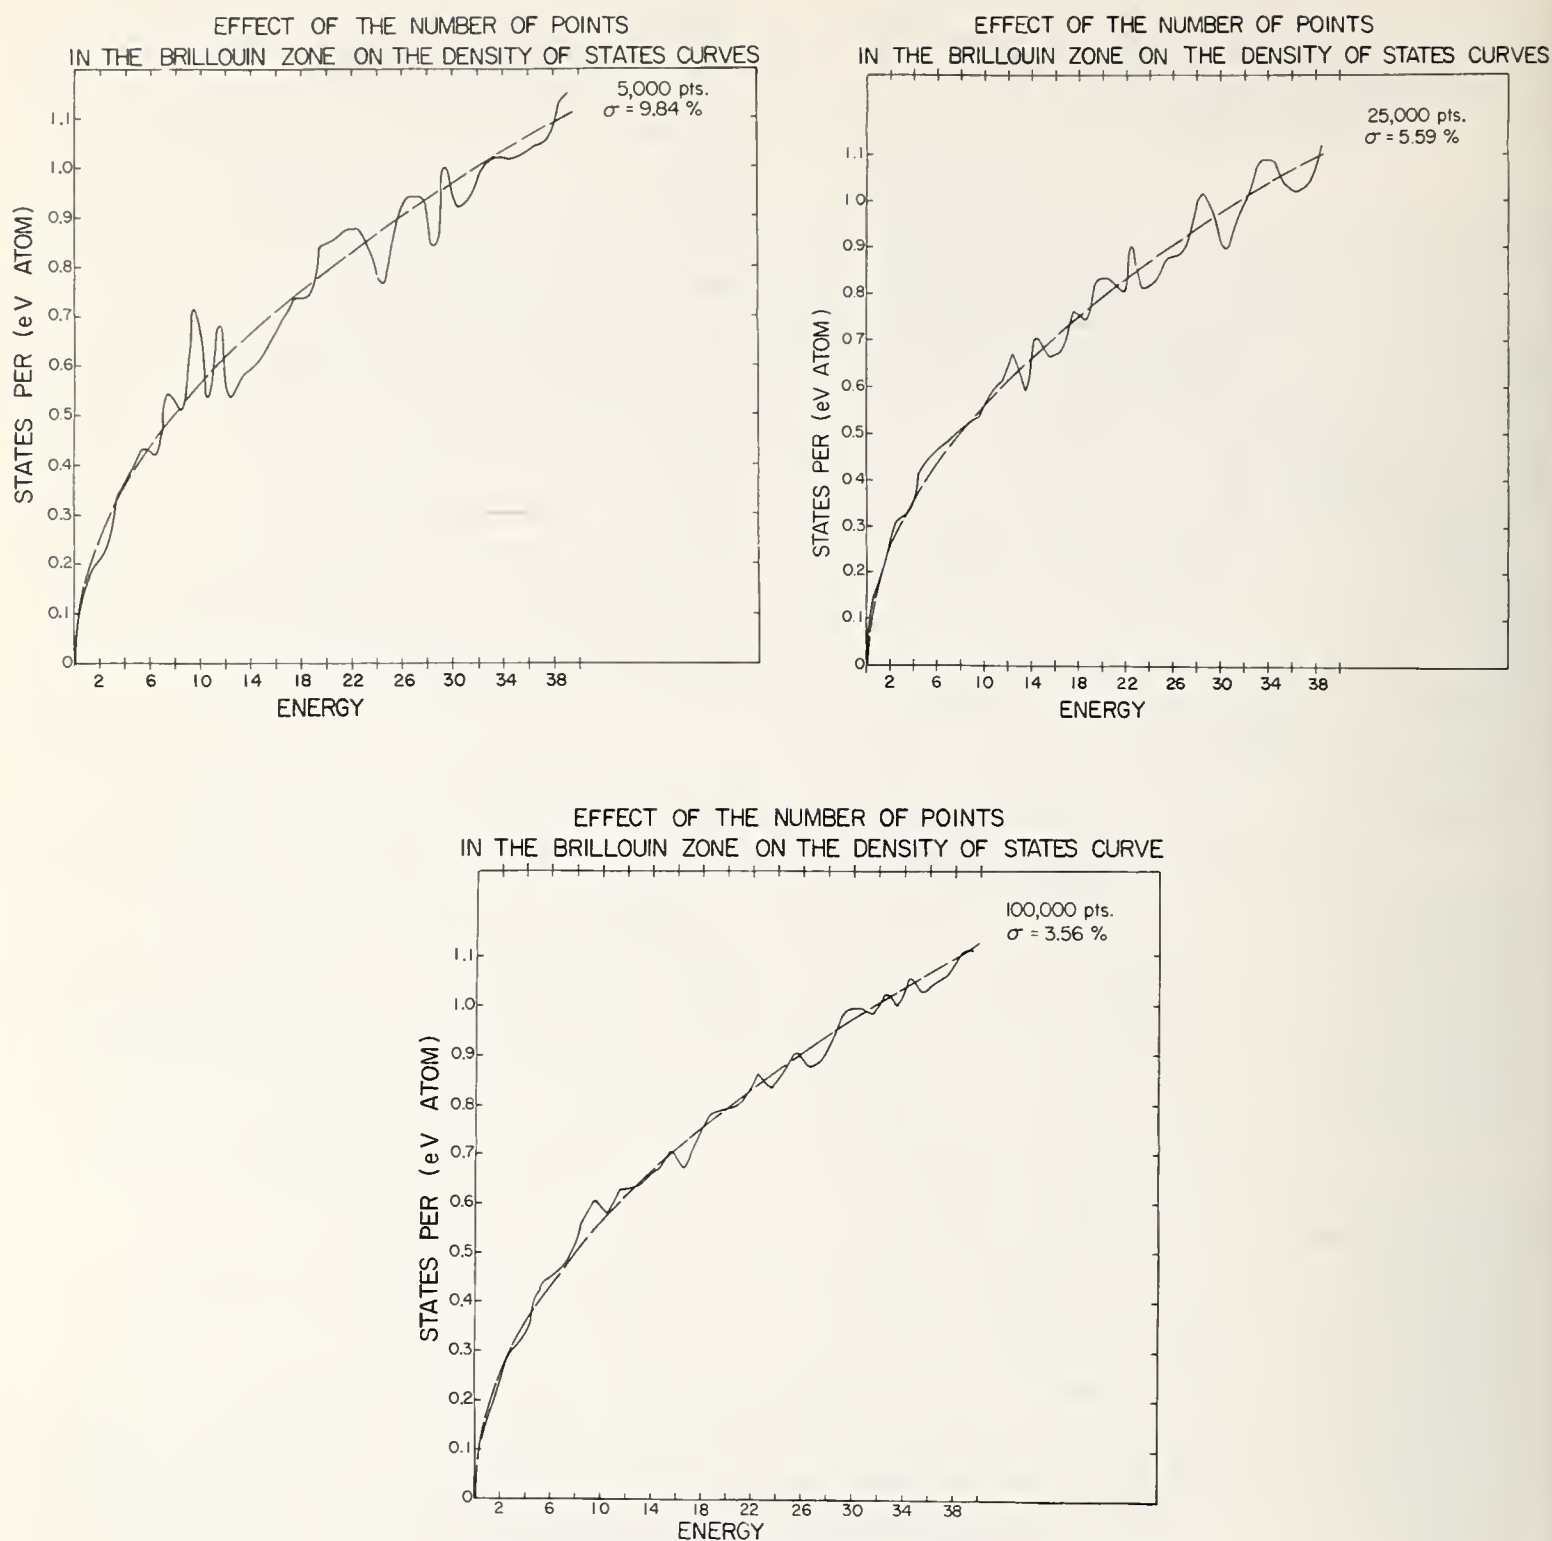 EFFECT OF THE NUMBER OF POINTS
IN THE BRILLOUIN ZONE ON THE DENSITY OF STATES CURVES
5,000 pts.
σ = 9.84 %
1.1
1.0
0.9
0.8
0.7
0.6
0.5
0.4
0.3
0.2
0.1
0
STATES PER (eV ATOM)
2 6 10 14 18 22 26 30 34 38
ENERGY
EFFECT OF THE NUMBER OF POINTS
IN THE BRILLOUIN ZONE ON THE DENSITY OF STATES CURVES
25,000 pts.
σ = 5.59 %
1.1
1.0
0.9
0.8
0.7
0.6
0.5
0.4
0.3
0.2
0.1
0
STATES PER (eV ATOM)
2 6 10 14 18 22 26 30 34 38
ENERGY
EFFECT OF THE NUMBER OF POINTS
IN THE BRILLOUIN ZONE ON THE DENSITY OF STATES CURVE
100,000 pts.
σ = 3.56 %
1.1
1.0
0.9
0.8
0.7
0.6
0.5
0.4
0.3
0.2
0.1
0
STATES PER (eV ATOM)
2 6 10 14 18 22 26 30 34 38
ENERGY